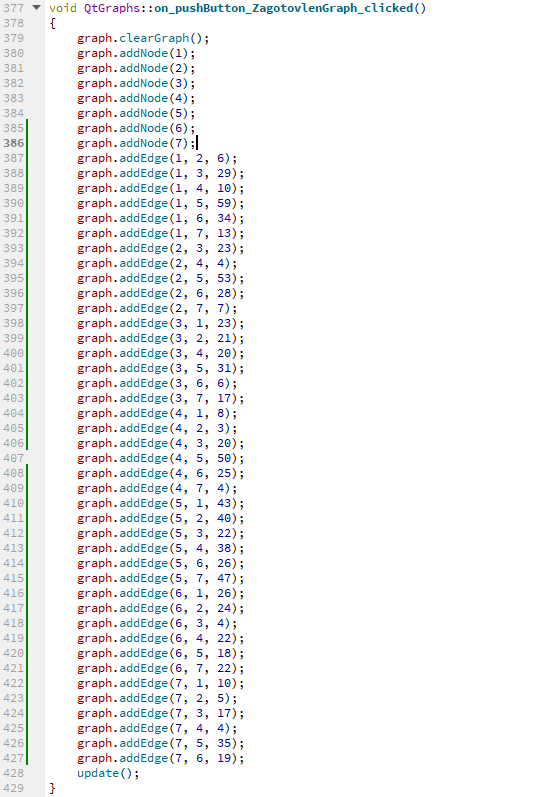 377 void QtGraphs::on_pushButton_ZagotovlenGraph_clicked()
378 {
379 graph.clearGraph();
380 graph.addNode(1);
381 graph.addNode(2);
382 graph.addNode(3);
383 graph.addNode(4);
384 graph.addNode(5);
385 graph.addNode(6);
386 graph.addNode(7);
387 graph.addEdge(1, 2, 6);
388 graph.addEdge(1, 3, 29);
389 graph.addEdge(1, 4, 10);
390 graph.addEdge(1, 5, 59);
391 graph.addEdge(1, 6, 34);
392 graph.addEdge(1, 7, 13);
393 graph.addEdge(2, 3, 23);
394 graph.addEdge(2, 4, 4);
395 graph.addEdge(2, 5, 53);
396 graph.addEdge(2, 6, 28);
397 graph.addEdge(2, 7, 7);
398 graph.addEdge(3, 1, 23);
399 graph.addEdge(3, 2, 21);
400 graph.addEdge(3, 4, 20);
401 graph.addEdge(3, 5, 31);
402 graph.addEdge(3, 6, 6);
403 graph.addEdge(3, 7, 17);
404 graph.addEdge(4, 1, 8);
405 graph.addEdge(4, 2, 3);
406 graph.addEdge(4, 3, 20);
407 graph.addEdge(4, 5, 50);
408 graph.addEdge(4, 6, 25);
409 graph.addEdge(4, 7, 4);
410 graph.addEdge(5, 1, 43);
411 graph.addEdge(5, 2, 40);
412 graph.addEdge(5, 3, 22);
413 graph.addEdge(5, 4, 38);
414 graph.addEdge(5, 6, 26);
415 graph.addEdge(5, 7, 47);
416 graph.addEdge(6, 1, 26);
417 graph.addEdge(6, 2, 24);
418 graph.addEdge(6, 3, 4);
419 graph.addEdge(6, 4, 22);
420 graph.addEdge(6, 5, 18);
421 graph.addEdge(6, 7, 22);
422 graph.addEdge(7, 1, 10);
423 graph.addEdge(7, 2, 5);
424 graph.addEdge(7, 3, 17);
425 graph.addEdge(7, 4, 4);
426 graph.addEdge(7, 5, 35);
427 graph.addEdge(7, 6, 19);
428 update();
429 }